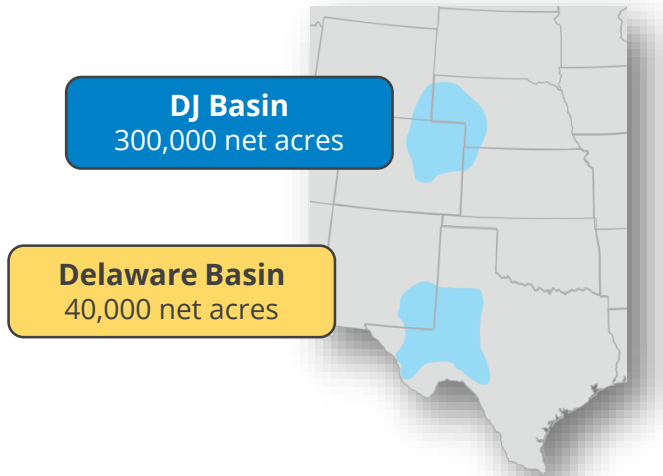 DJ Basin
300,000 net acres
Delaware Basin
40,000 net acres